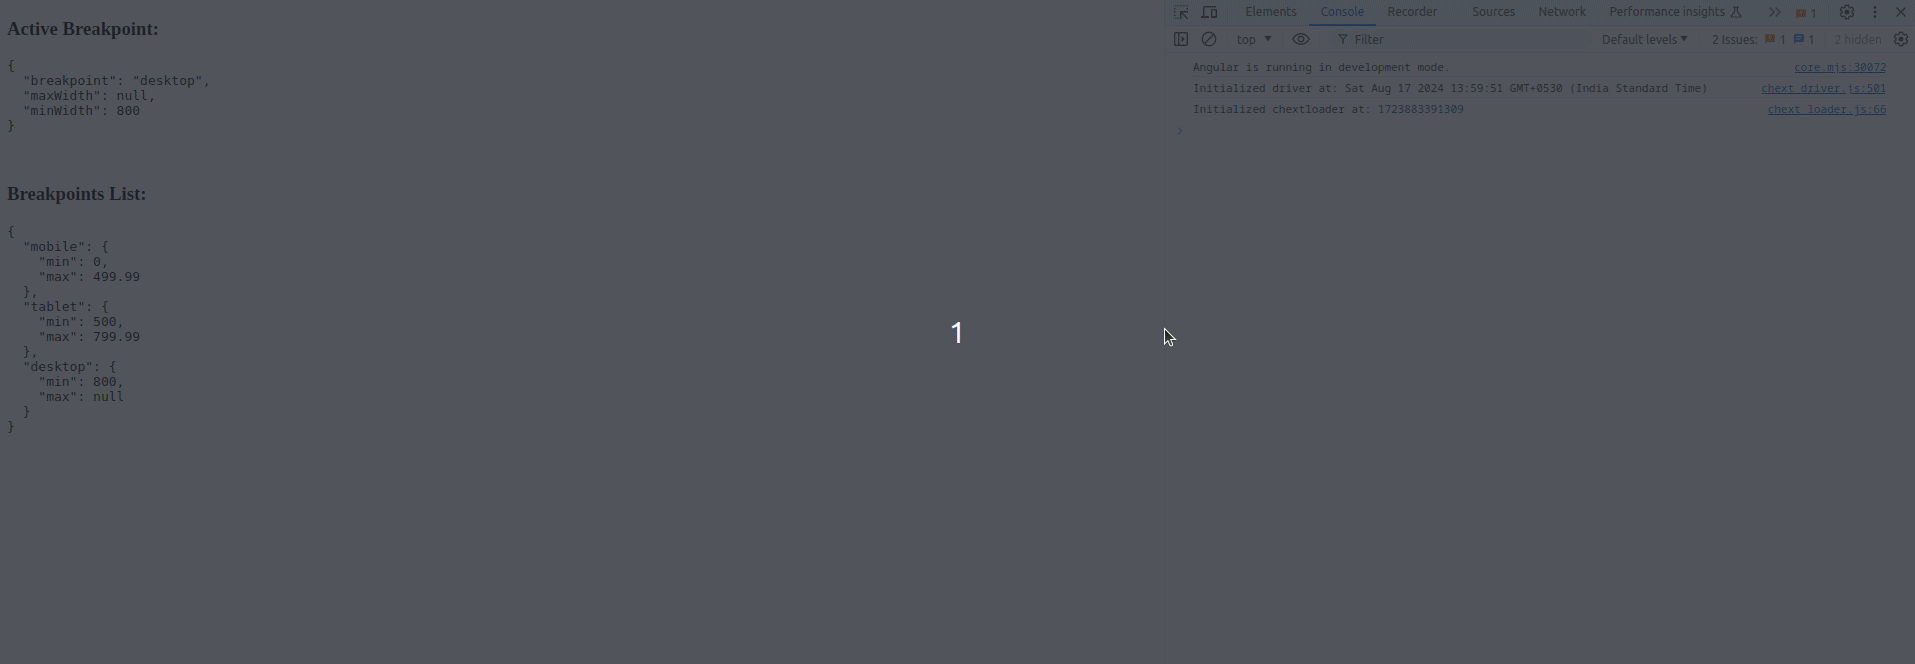 Active Breakpoint:
{
  "breakpoint": "desktop",
  "maxWidth": null,
  "minWidth": 800
}
Breakpoints List:
{
  "mobile": {
    "min": 0,
    "max": 499.99
  },
  "tablet": {
    "min": 500,
    "max": 799.99
  },
  "desktop": {
    "min": 800,
    "max": null
  }
}
1
Elements Console Recorder Sources Network Performance insights 1
top Filter Default levels 2 Issues: 1 1 2 hidden
Angular is running in development mode. core.mjs:30072
Initialized driver at: Sat Aug 17 2024 13:59:51 GMT+0530 (India Standard Time) chext_driver.js:501
Initialized chextloader at: 1723883391309 chext_loader.js:66